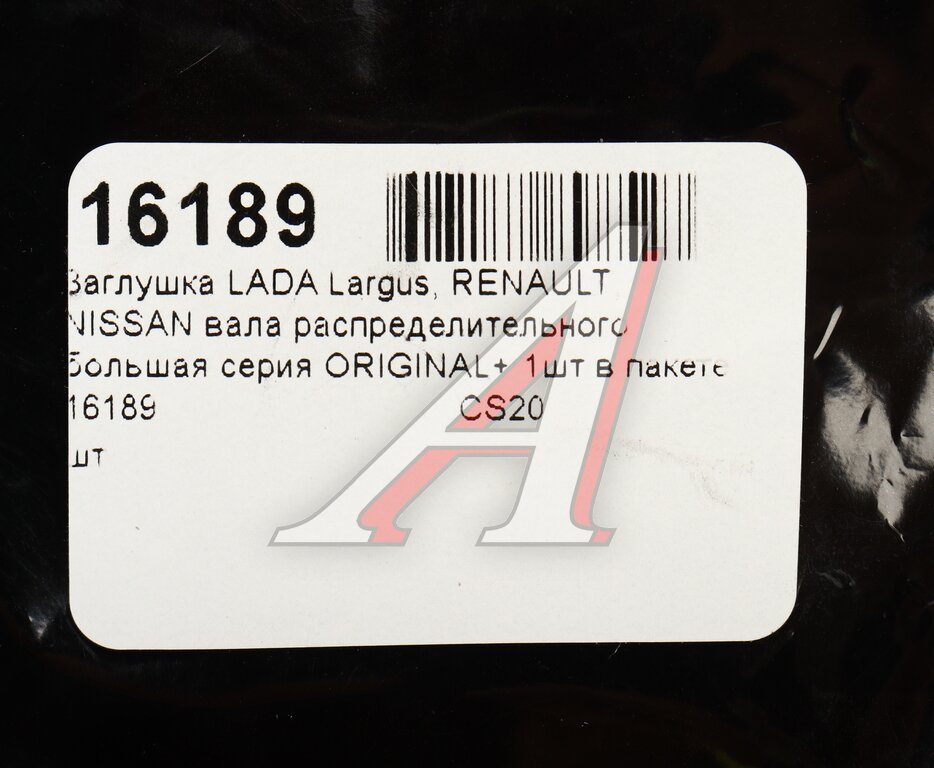 16189
Заглушка LADA Largus, RENAULT
NISSAN вала распределительного
большая серия ORIGINAL+ 1шт в пакете
16189 CS20
шт